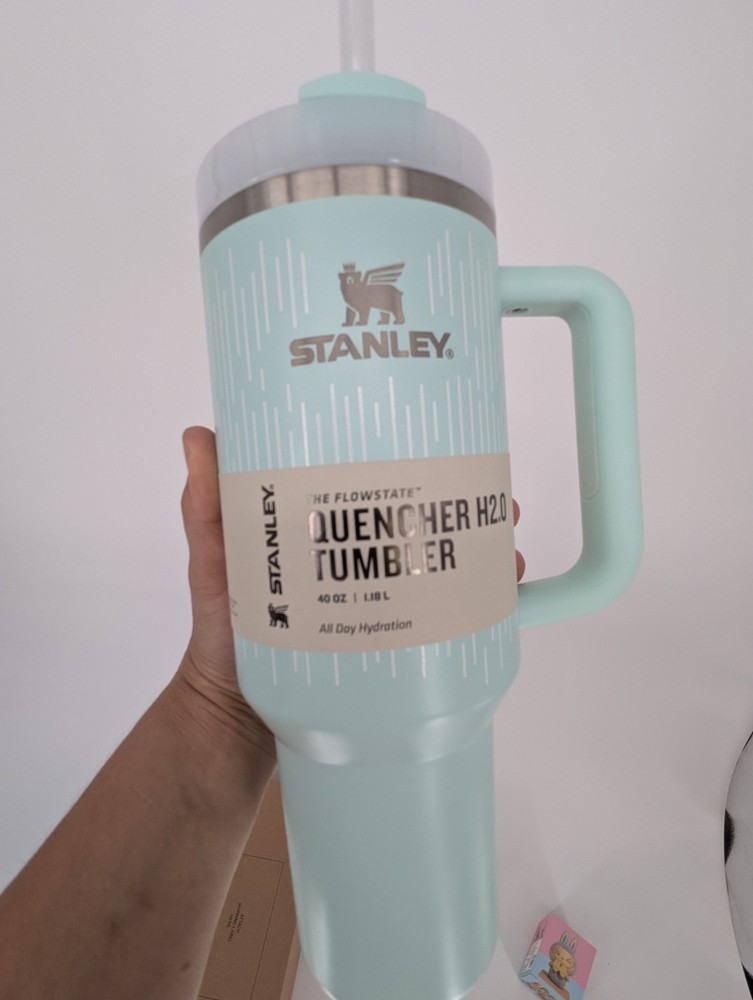 STANLEY®
THE FLOWSTATE™
QUENCHER H2.0
TUMBLER
40 OZ | 1.18 L
All Day Hydration
STANLEY®